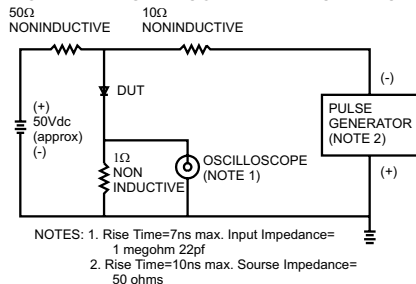 50Ω
NONINDUCTIVE
10Ω
NONINDUCTIVE
DUT
(+)
50Vdc
(approx)
(-)
1Ω
NON
INDUCTIVE
OSCILLOSCOPE
(NOTE 1)
(-)
PULSE
GENERATOR
(NOTE 2)
(+)
NOTES: 1. Rise Time=7ns max. Input Impedance=
1 megohm 22pf
2. Rise Time=10ns max. Sourse Impedance=
50 ohms